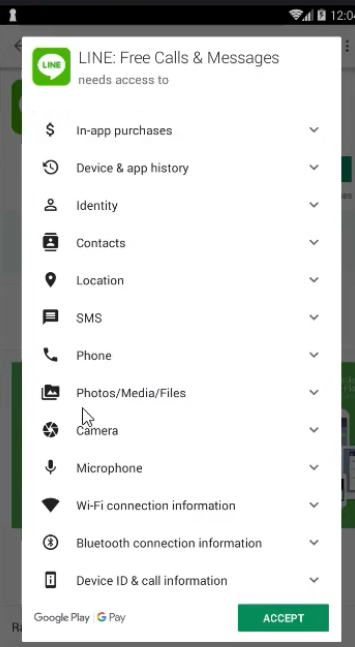 12:04
LINE
LINE: Free Calls & Messages
needs access to
In-app purchases
Device & app history
Identity
Contacts
Location
SMS
Phone
Photos/Media/Files
Camera
Microphone
Wi-Fi connection information
Bluetooth connection information
Device ID & call information
Google Play | G Pay
ACCEPT